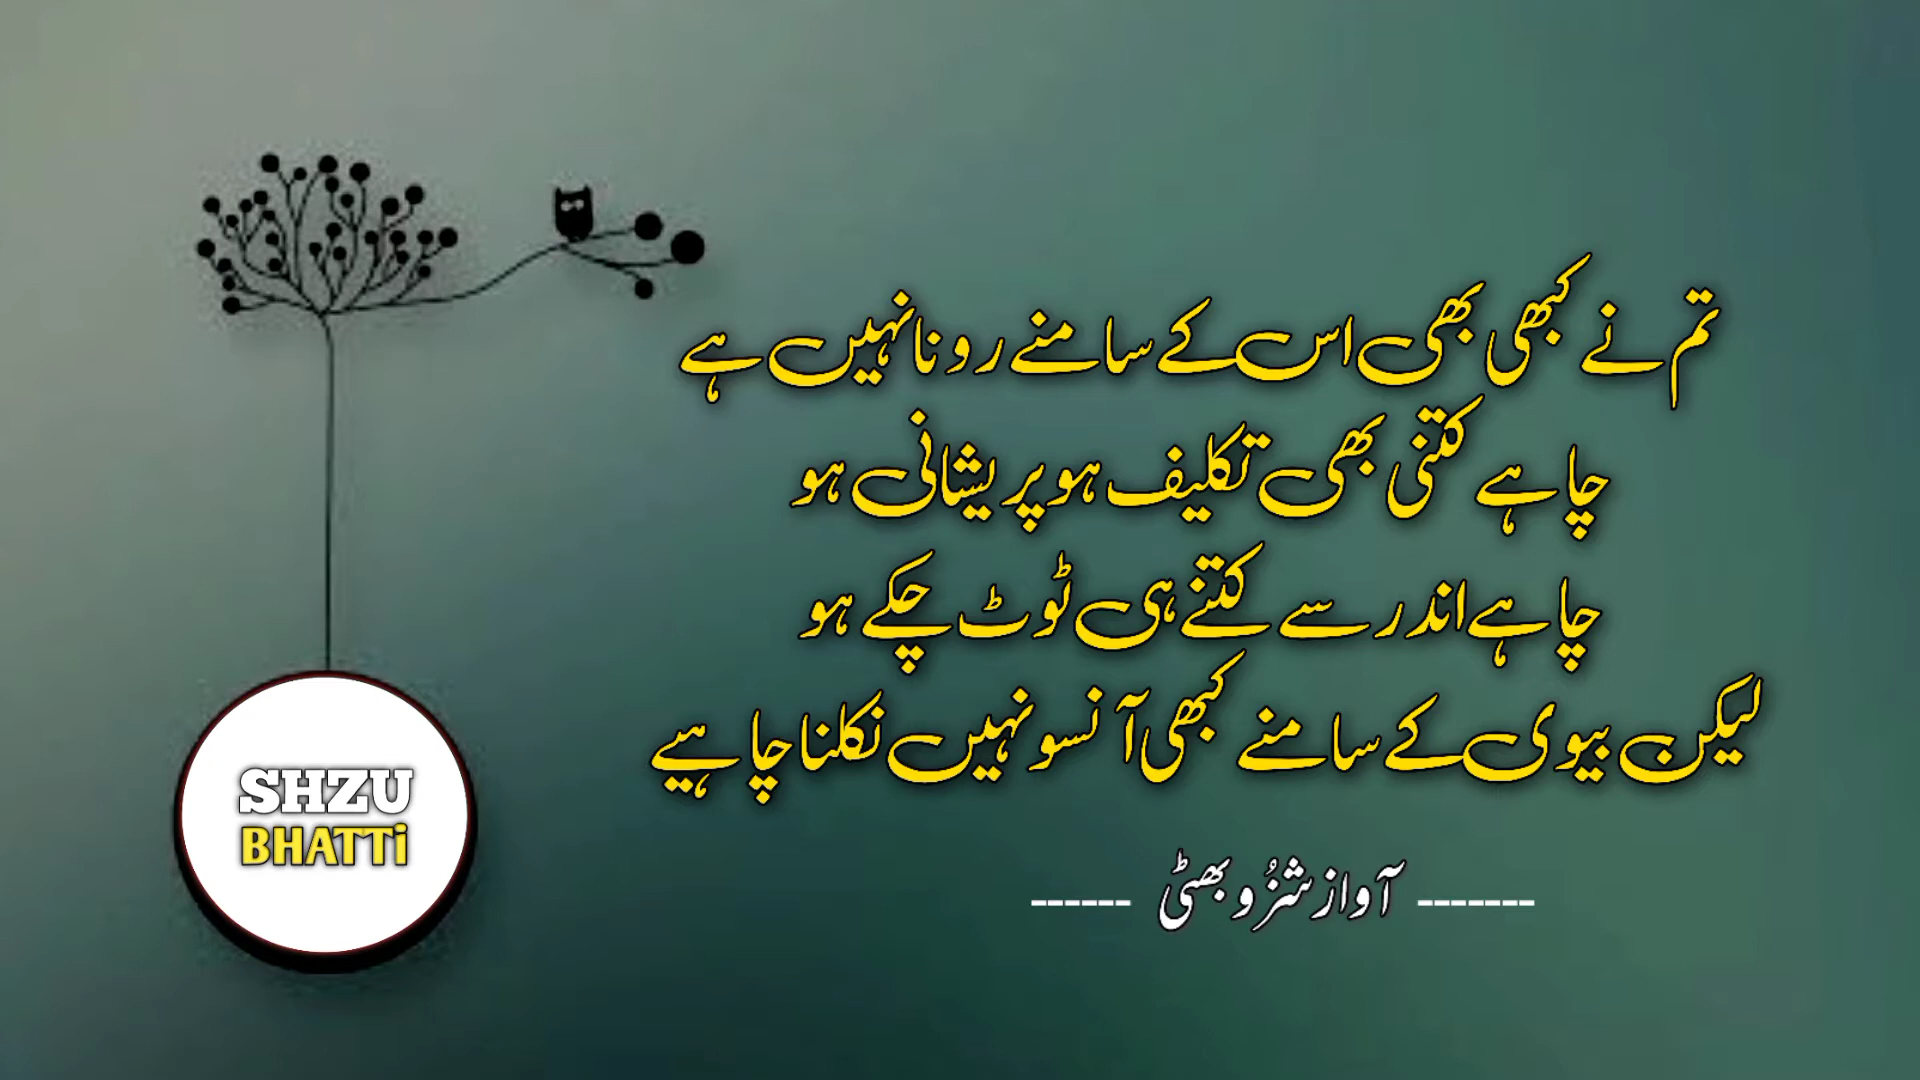 تم نے کبھی بھی اس کے سامنے رونا نہیں ہے
چاہے کتنی بھی تکلیف ہو پریشانی ہو
چاہے اندر سے کتنے ہی ٹوٹ چکے ہو
لیکن بیوی کے سامنے کبھی آنسو نہیں نکلنا چاہیے
------- آواز شزُو بھٹی ------
SHZU
BHATTi